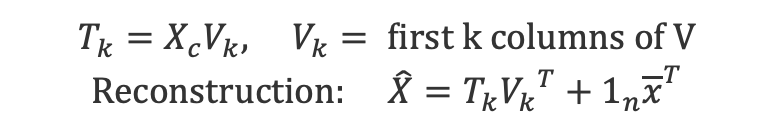 T_k = X_c V_k,   V_k = first k columns of V
Reconstruction:   X̂ = T_k V_k^T + 1_n x̄^T